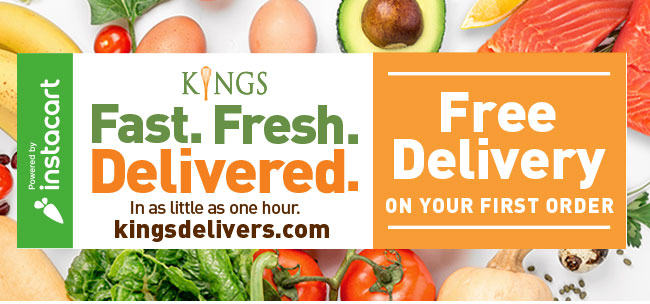 Powered by
instacart
KINGS
Fast. Fresh.
Delivered.
In as little as one hour.
kingsdelivers.com
Free
Delivery
ON YOUR FIRST ORDER